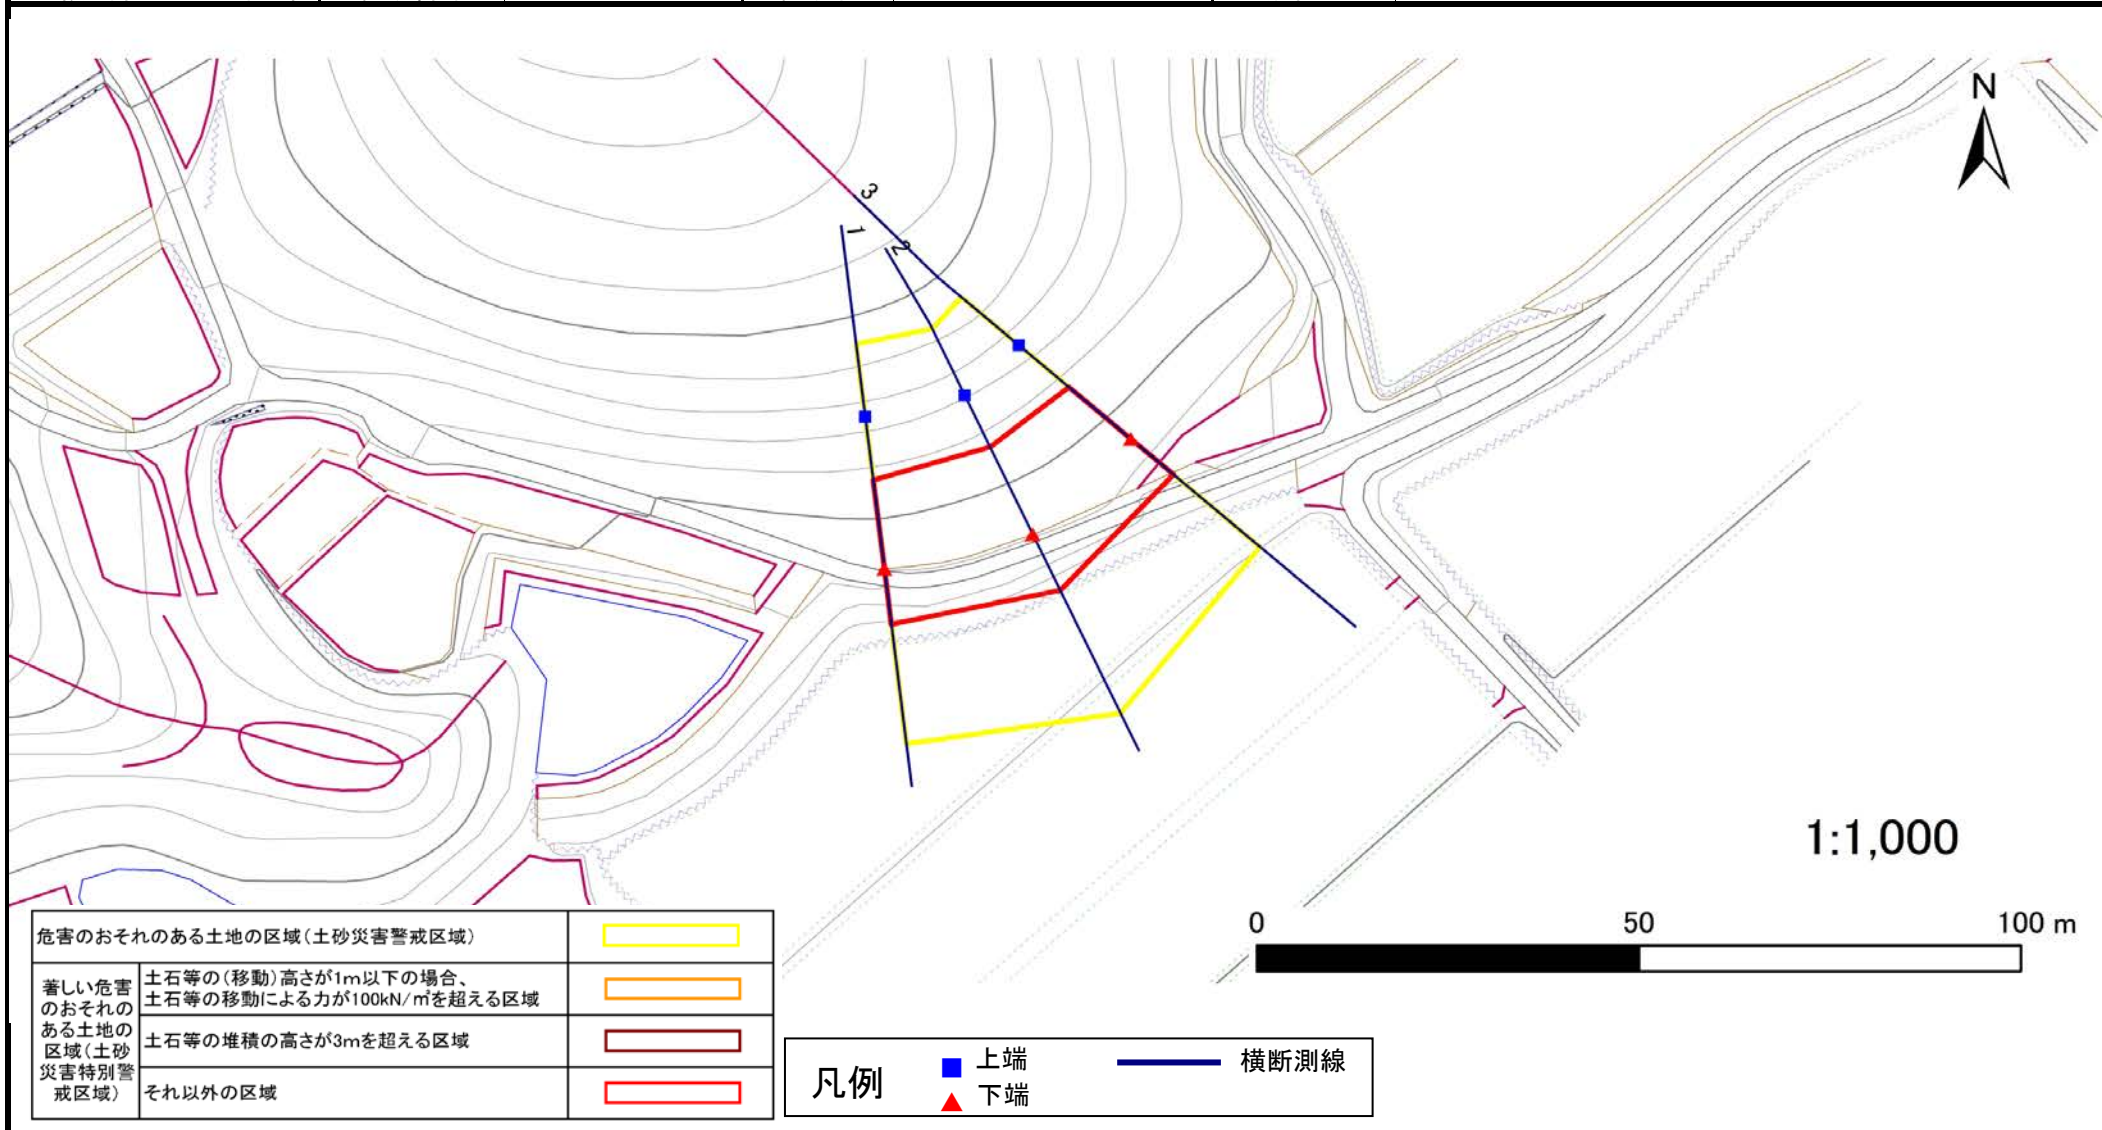 N
3
1
2
1:1,000
0 50 100 m
危害のおそれのある土地の区域(土砂災害警戒区域)
著しい危害
のおそれの
ある土地の
区域(土砂
災害特別警
戒区域)
土石等の(移動)高さが1m以下の場合、
土石等の移動による力が100kN/㎡を超える区域
土石等の堆積の高さが3mを超える区域
それ以外の区域
凡例
上端
下端
横断測線